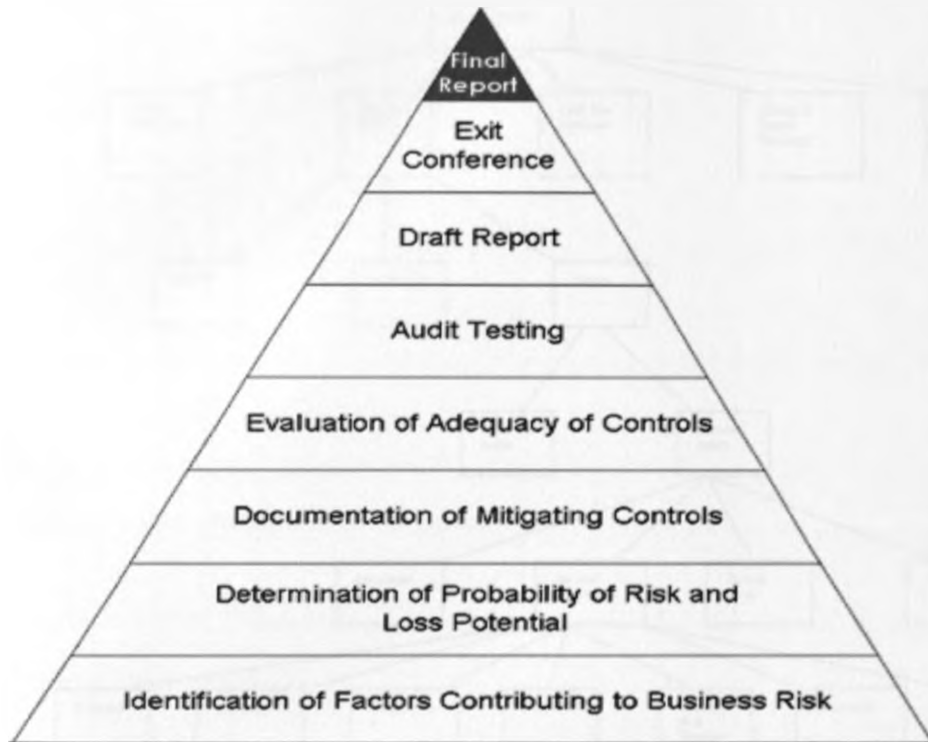 Final
Report
Exit
Conference
Draft Report
Audit Testing
Evaluation of Adequacy of Controls
Documentation of Mitigating Controls
Determination of Probability of Risk and
Loss Potential
Identification of Factors Contributing to Business Risk